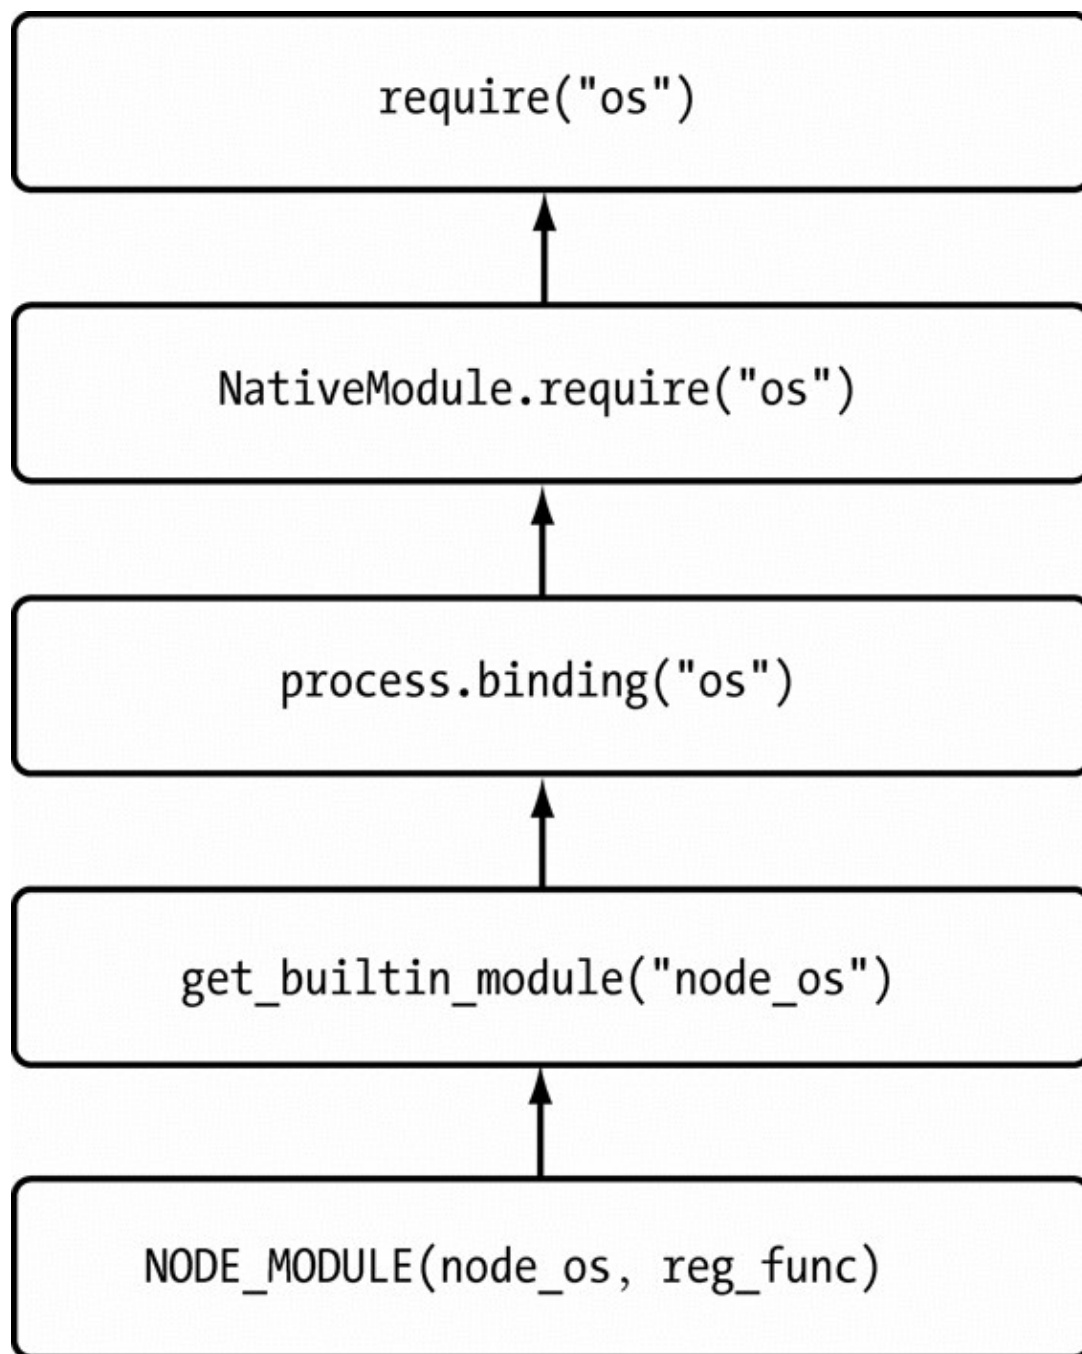 require("os")
NativeModule.require("os")
process.binding("os")
get_builtin_module("node_os")
NODE_MODULE(node_os, reg_func)